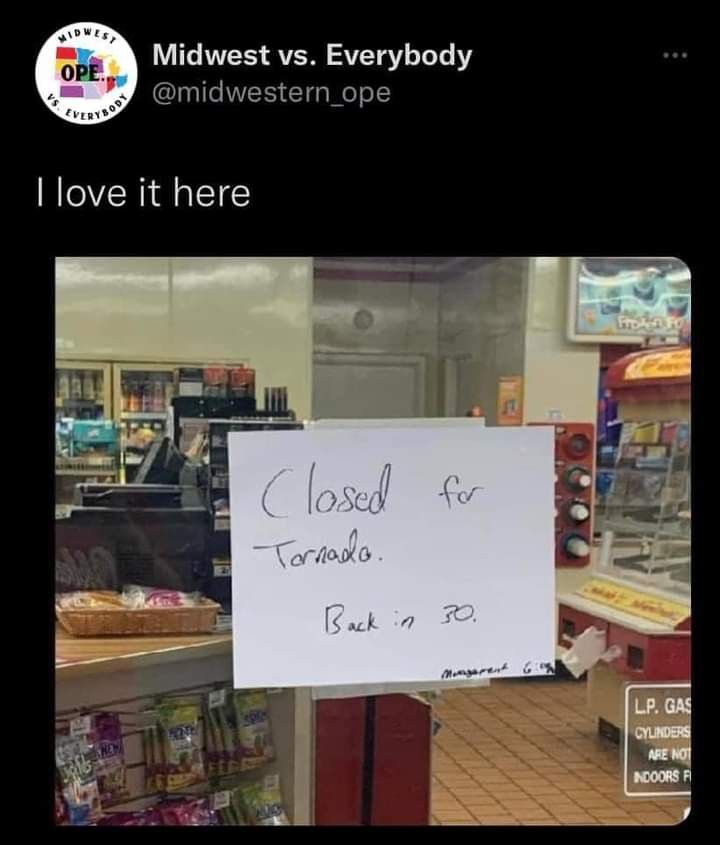 MIDWEST
OPE...
VS. EVERYBODY
Midwest vs. Everybody
@midwestern_ope
I love it here
Closed for
Tornado.
Back in 30.
Management
L.P. GAS
CYLINDERS
ARE NOT
INDOORS